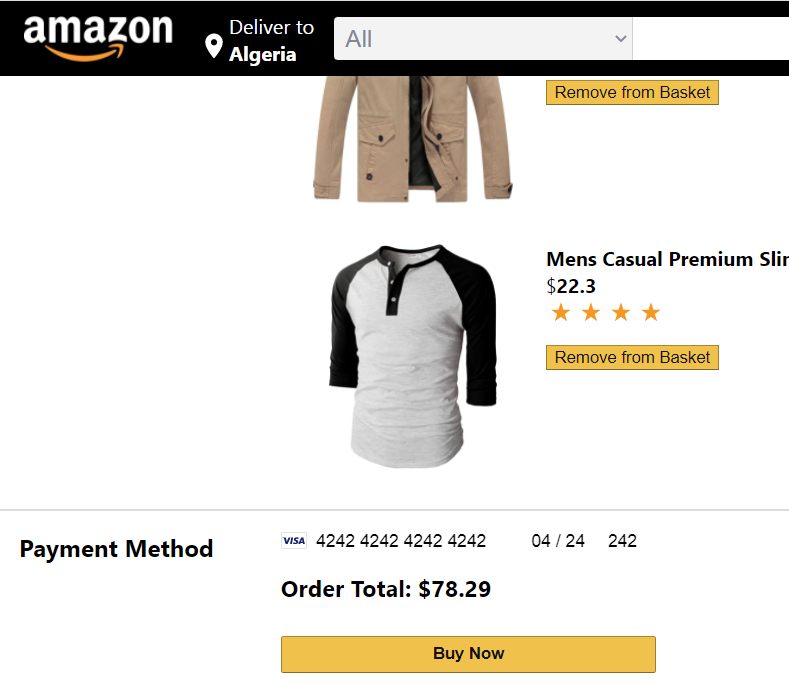 amazon
Deliver to
Algeria
All
Remove from Basket
Mens Casual Premium
$22.3
Remove from Basket
Payment Method
VISA 4242 4242 4242 4242 04 / 24 242
Order Total: $78.29
Buy Now